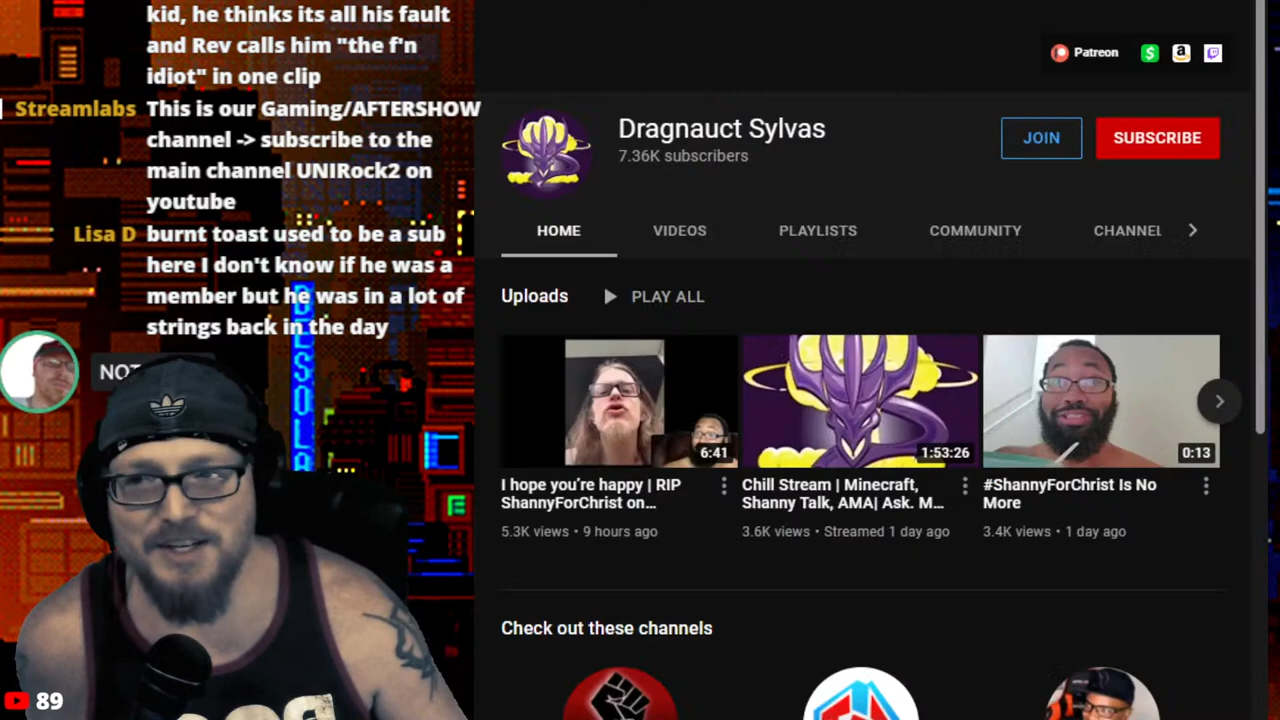 kid, he thinks its all his fault
and Rev calls him "the f'n
idiot" in one clip
Streamlabs This is our Gaming/AFTERSHOW
channel -> subscribe to the
main channel UNIRock2 on
youtube
Lisa D burnt toast used to be a sub
here I don't know if he was a
member but he was in a lot of
strings back in the day
NOT
89
Patreon
Dragnauct Sylvas
7.36K subscribers
JOIN
SUBSCRIBE
HOME VIDEOS PLAYLISTS COMMUNITY CHANNEL
Uploads PLAY ALL
6:41
1:53:26
0:13
I hope you're happy | RIP
ShannyForChrist on...
5.3K views • 9 hours ago
Chill Stream | Minecraft,
Shanny Talk, AMA| Ask. M...
3.6K views • Streamed 1 day ago
#ShannyForChrist Is No
More
3.4K views • 1 day ago
Check out these channels